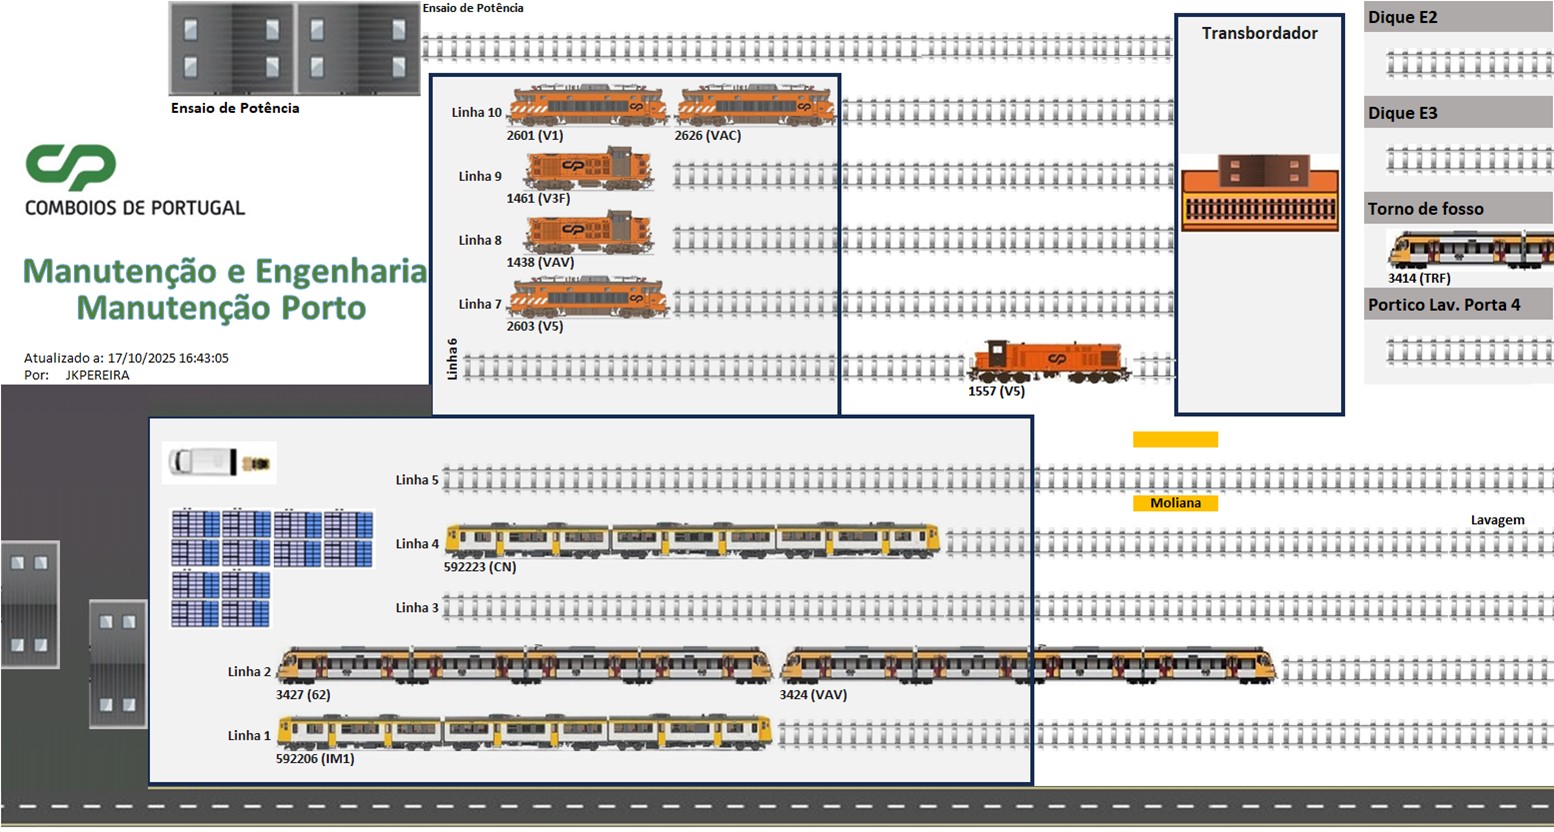 Ensaio de Potência
Ensaio de Potência
Transbordador
Dique E2
Dique E3
Torno de fosso
3414 (TRF)
Portico Lav. Porta 4
CP
COMBOIOS DE PORTUGAL
Manutenção e Engenharia
Manutenção Porto
Atualizado a: 17/10/2025 16:43:05
Por: JKPEREIRA
Linha 10
2601 (V1) 2626 (VAC)
Linha 9
1461 (V3F)
Linha 8
1438 (VAV)
Linha 7
2603 (V5)
Linha 6
1557 (V5)
Linha 5
Moliana
Lavagem
Linha 4
592223 (CN)
Linha 3
Linha 2
3427 (62) 3424 (VAV)
Linha 1
592206 (IM1)